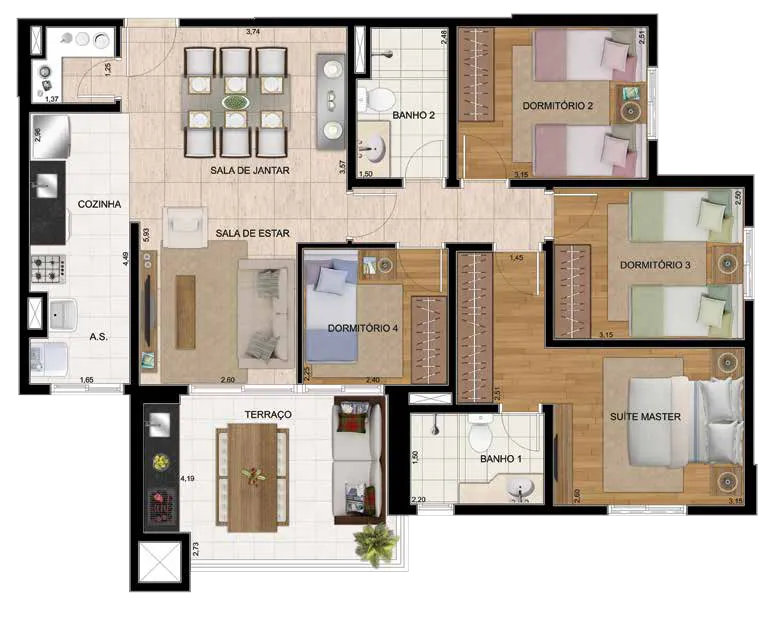 3,74
2,48
2,51
1,25
1,37
DORMITÓRIO 2
BANHO 2
2,96
3,57
SALA DE JANTAR
1,50
3,15
2,50
COZINHA
5,93
SALA DE ESTAR
4,49
1,45
DORMITÓRIO 3
DORMITÓRIO 4
A.S.
3,15
1,65
2,60
2,25
2,40
2,51
TERRAÇO
SUÍTE MASTER
1,50
BANHO 1
4,19
2,20
2,60
3,15
2,73